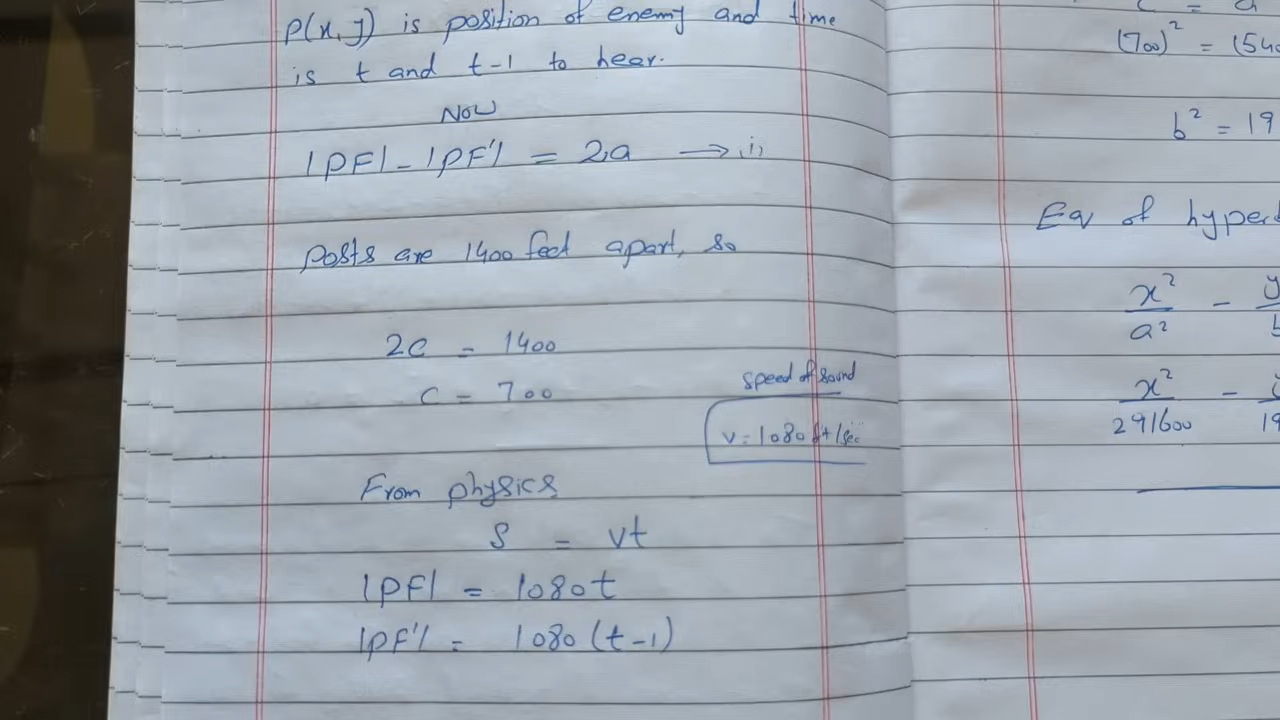 P(x,y) is position of enemy and time
is t and t-1 to hear.
Now
|PF| - |PF'| = 2a → i)
Posts are 1400 feet apart, so
2c = 1400
c = 700
speed of sound
v = 1080 ft/sec
From physics
S = vt
|PF| = 1080t
|PF'| = 1080(t-1)
(700)² = (540
b² = 19
Eq of hyper
x²/a² -
x²/291600 -